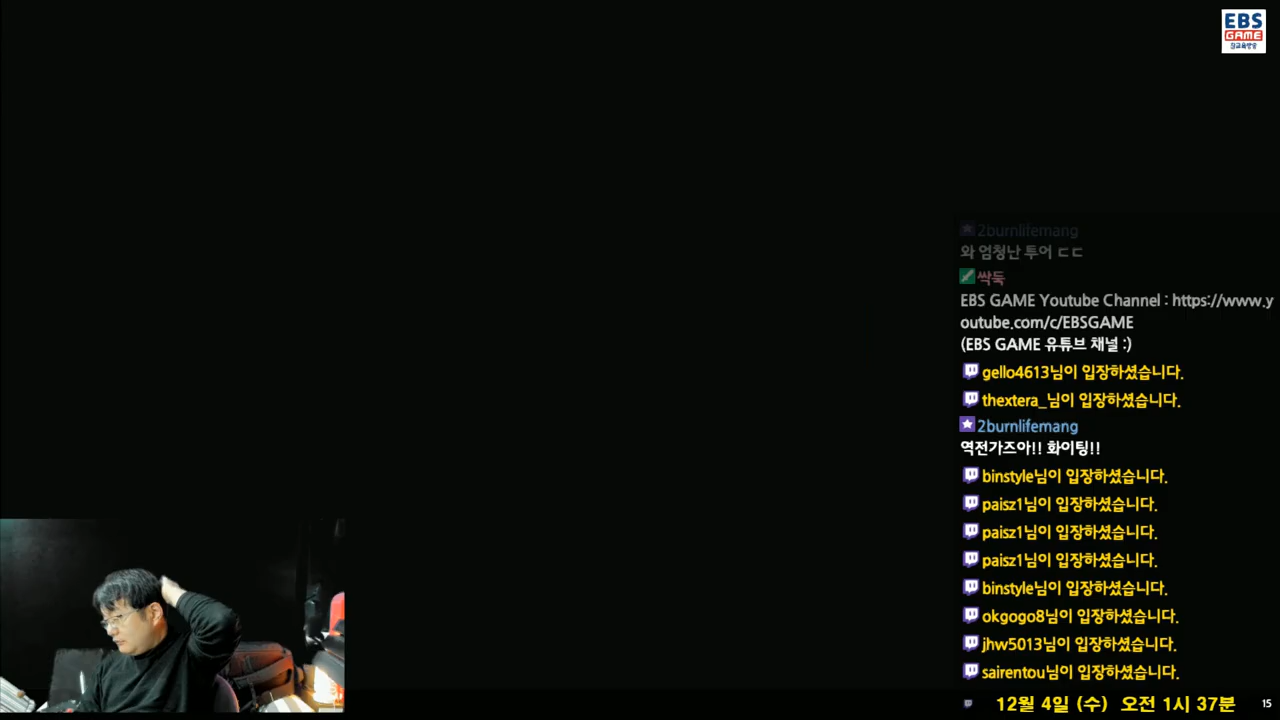 EBS
GAME
참교육방송
2burnlifemang
와 엄청난 투어 ㄷㄷ
싹둑
EBS GAME Youtube Channel : https://www.y
outube.com/c/EBSGAME
(EBS GAME 유튜브 채널 :)
gello4613님이 입장하셨습니다.
thextera_님이 입장하셨습니다.
2burnlifemang
역전가즈아!! 화이팅!!
binstyle님이 입장하셨습니다.
paisz1님이 입장하셨습니다.
paisz1님이 입장하셨습니다.
paisz1님이 입장하셨습니다.
binstyle님이 입장하셨습니다.
okgogo8님이 입장하셨습니다.
jhw5013님이 입장하셨습니다.
sairentou님이 입장하셨습니다.
12월 4일 (수) 오전 1시 37분 15